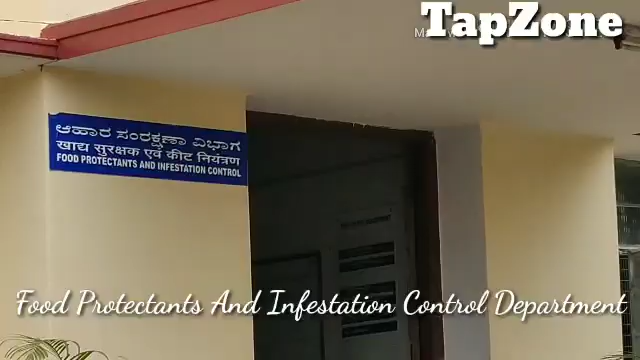 TapZone
ಆಹಾರ ಸಂರಕ್ಷಣಾ ವಿಭಾಗ
खाद्य सुरक्षक एवं कीट नियंत्रण
FOOD PROTECTANTS AND INFESTATION CONTROL
Food Protectants And Infestation Control Department